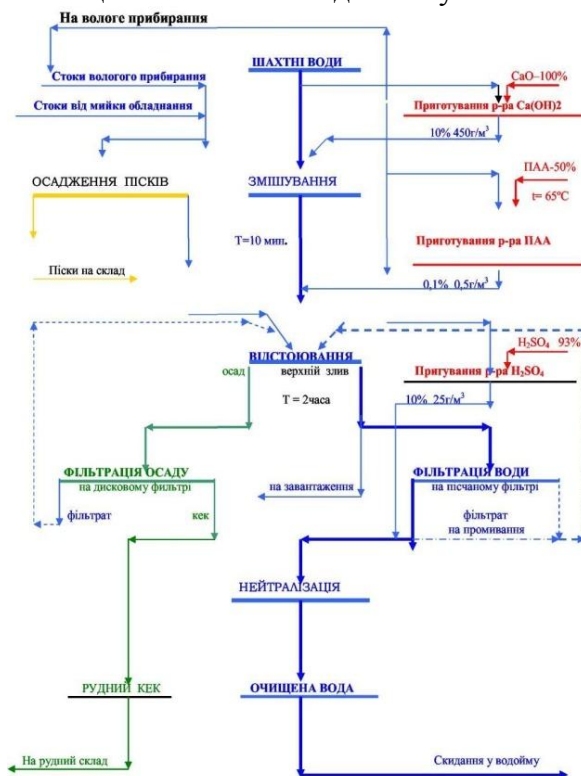 На вологе прибирання
ШАХТНІ ВОДИ
Стоки вологого прибирання
CaO–100%
Стоки від мийки обладнання
Приготування р-ра Ca(OH)2
10% 450г/м³
ПАА-50%
ОСАДЖЕННЯ ПІСКІВ
ЗМІШУВАННЯ
t= 65°С
Т=10 мин.
Приготування р-ра ПАА
Піски на склад
0,1% 0,5г/м³
H₂SO₄ 93%
ВІДСТОЮВАННЯ
осад
верхній злив
Пригування р-ра H₂SO₄
Т = 2часа
10% 25г/м³
ФІЛЬТРАЦІЯ ОСАДУ
на дисковому фільтрі
на завантаження
ФІЛЬТРАЦІЯ ВОДИ
на пісчаному фільтрі
фільтрат
кек
фільтрат
на промивання
НЕЙТРАЛІЗАЦІЯ
РУДНИЙ КЕК
ОЧИЩЕНА ВОДА
На рудний склад
Скидання у водойму